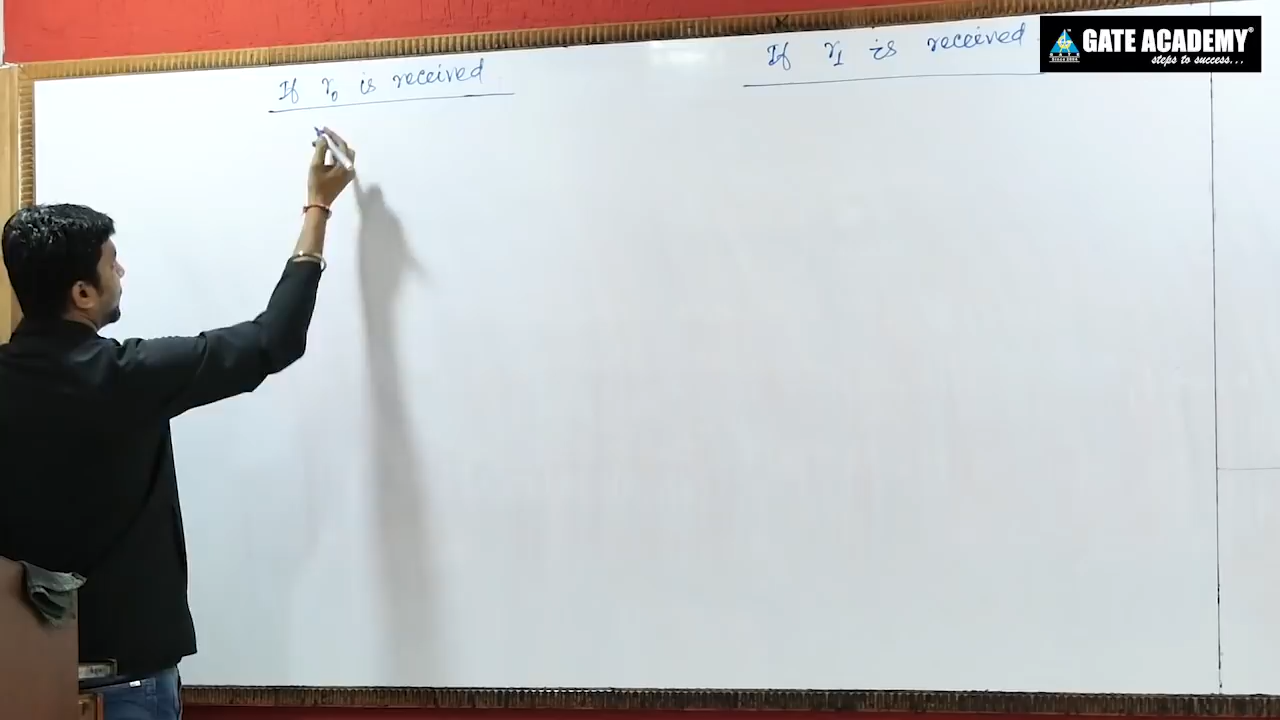 If r₀ is received
If r₁ is received
GATE ACADEMY®
steps to success...